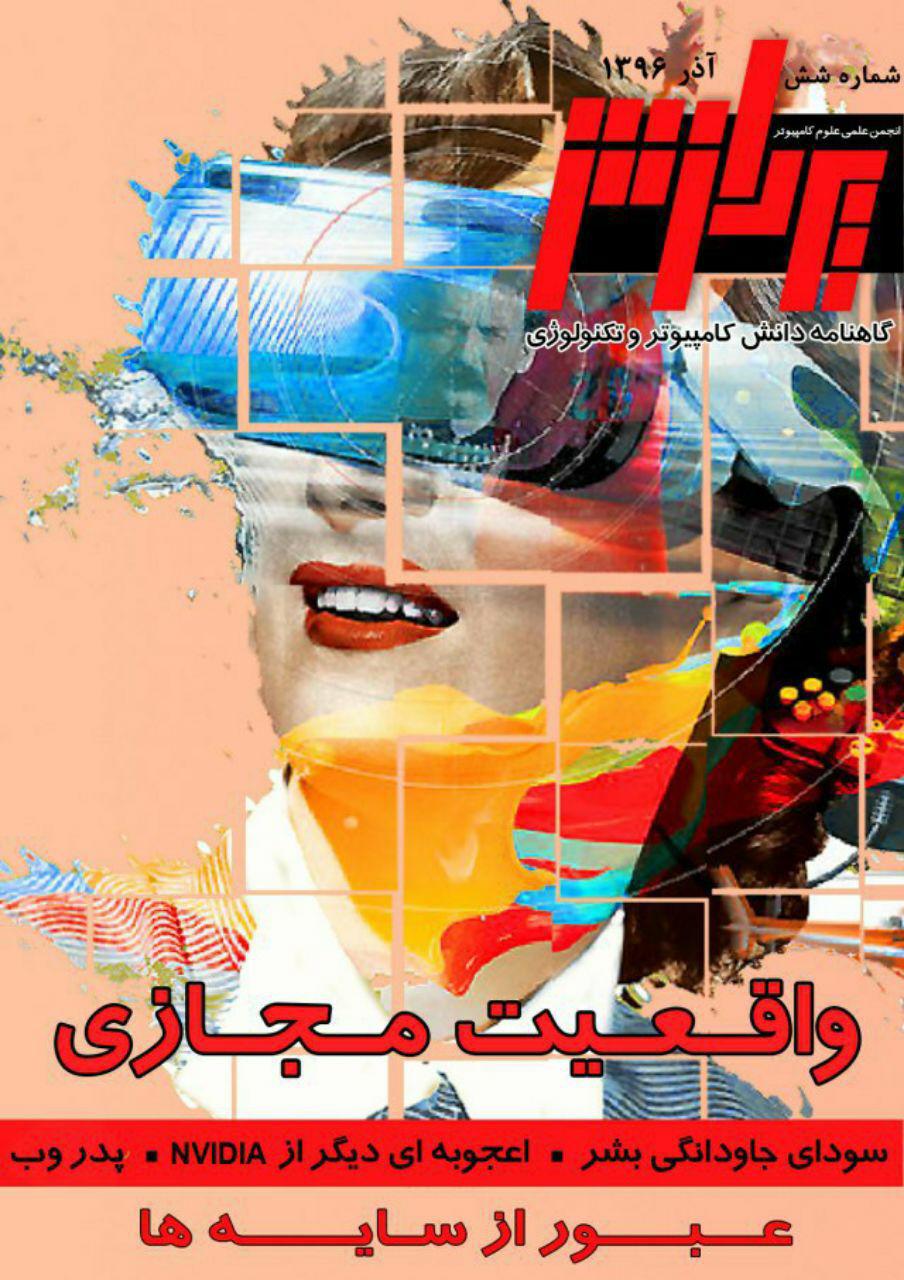 شماره شش
آذر ۱۳۹۶
انجمن علمی علوم کامپیوتر
پردازش
گاهنامه دانش کامپیوتر و تکنولوژی
واقعیت مجازی
سودای جاودانگی بشر ▪ اعجوبه ای دیگر از NVIDIA ▪ پدر وب
عبور از سایه ها